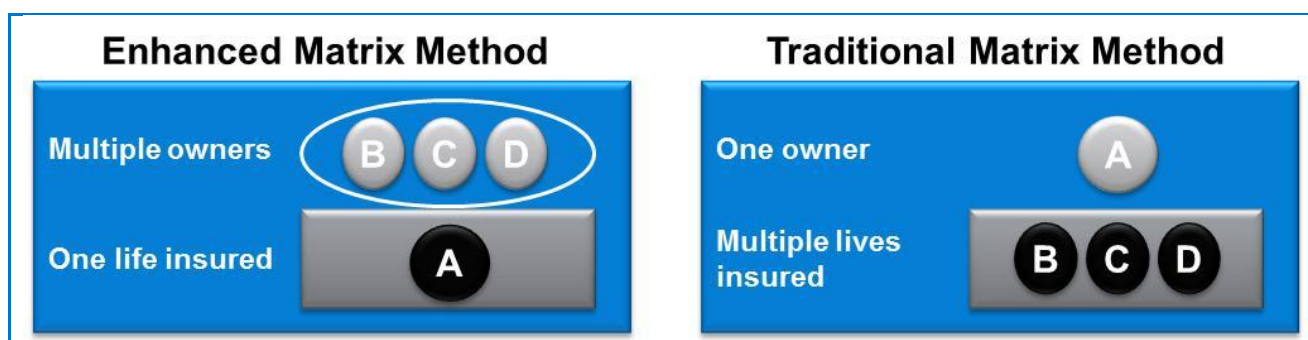 Enhanced Matrix Method
Multiple owners
B C D
One life insured
A
Traditional Matrix Method
One owner
A
Multiple lives
insured
B C D